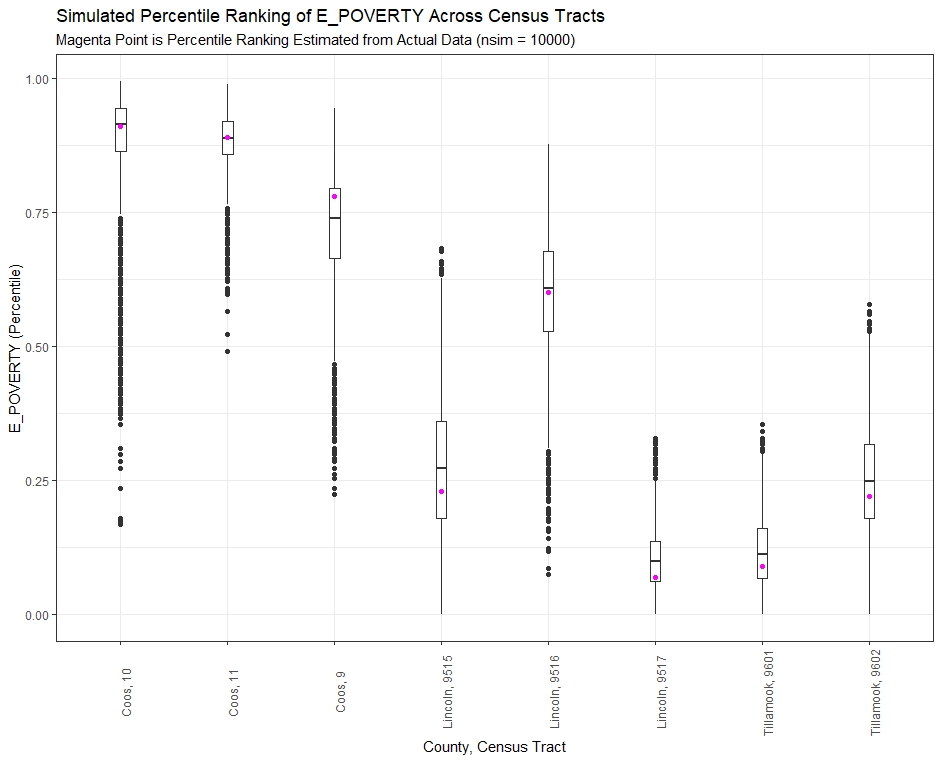 Simulated Percentile Ranking of E_POVERTY Across Census Tracts
Magenta Point is Percentile Ranking Estimated from Actual Data (nsim = 10000)
E_POVERTY (Percentile)
1.00
0.75
0.50
0.25
0.00
Coos, 10
Coos, 11
Coos, 9
Lincoln, 9515
Lincoln, 9516
Lincoln, 9517
Tillamook, 9601
Tillamook, 9602
County, Census Tract